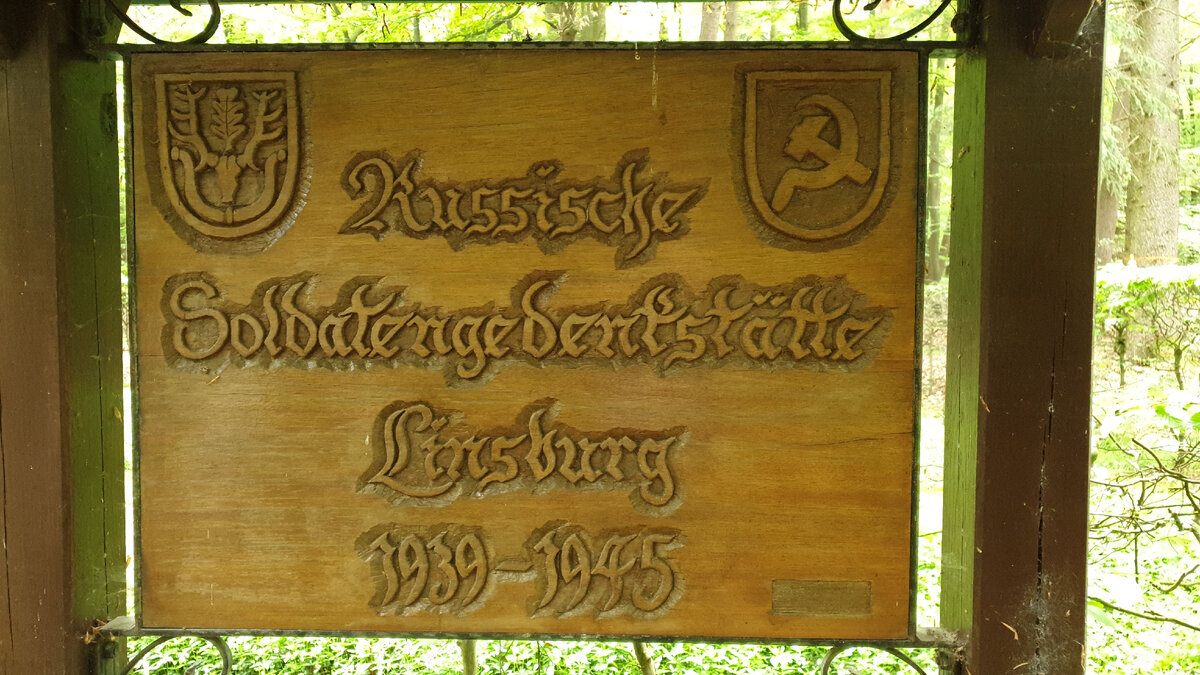 Russische
Soldatengedenkstätte
Linsburg
1939-1945